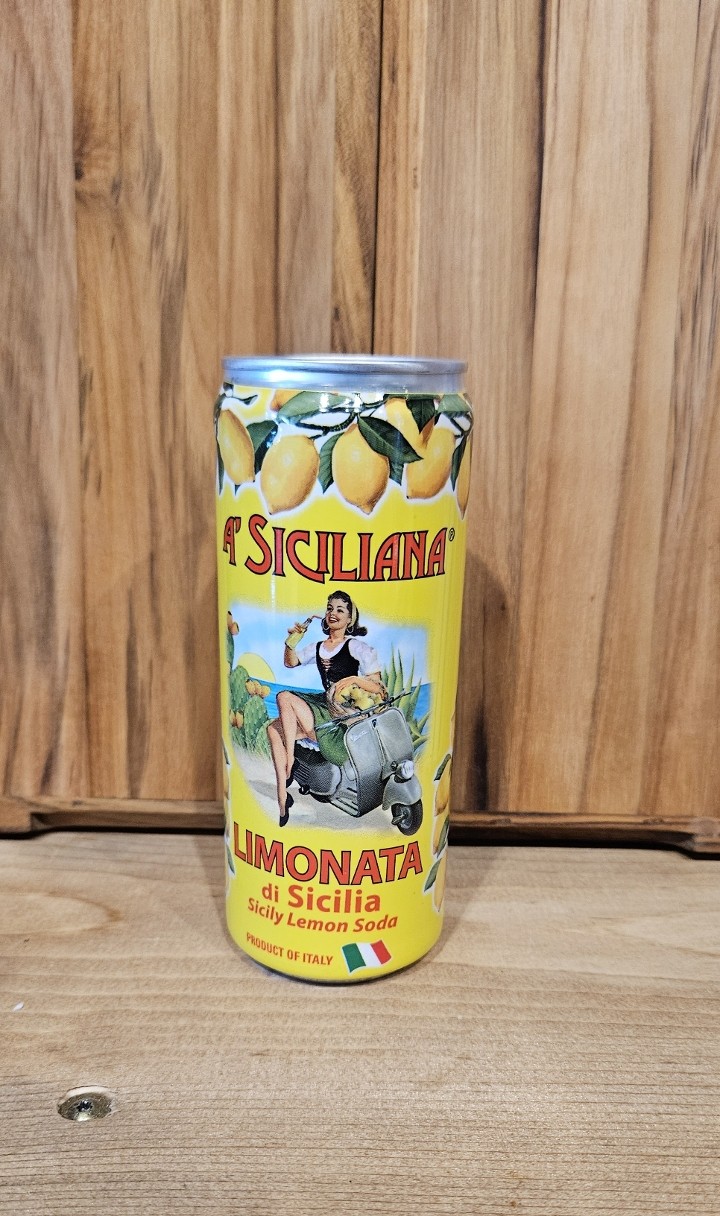 A' SICILIANA®
LIMONATA
di Sicilia
Sicily Lemon Soda
PRODUCT OF ITALY